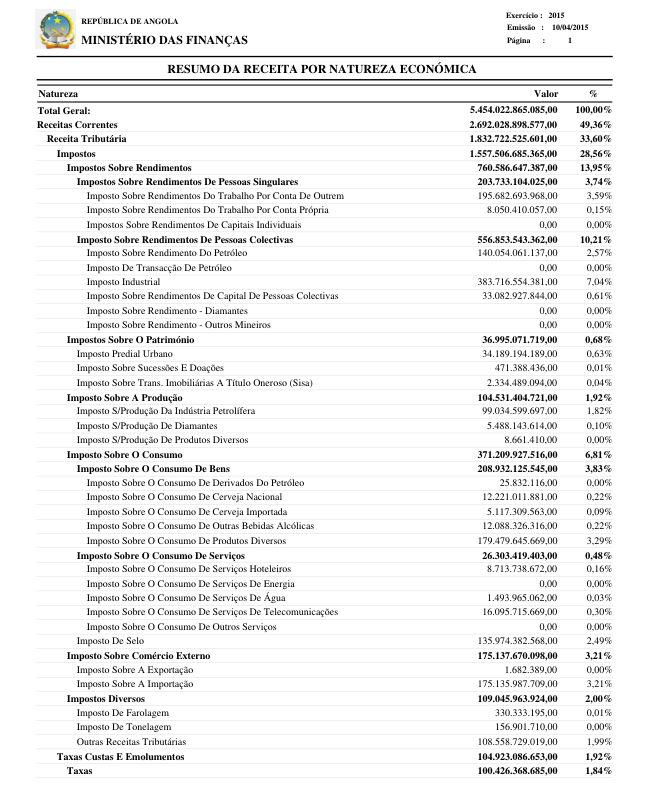 REPÚBLICA DE ANGOLA
MINISTÉRIO DAS FINANÇAS
Exercício : 2015
Emissão : 10/04/2015
Página : 1
RESUMO DA RECEITA POR NATUREZA ECONÓMICA
Natureza Valor %
Total Geral: 5.454.022.865.085,00 100,00%
Receitas Correntes 2.692.028.898.577,00 49,36%
Receita Tributária 1.832.722.525.601,00 33,60%
Impostos 1.557.506.685.365,00 28,56%
Impostos Sobre Rendimentos 760.586.647.387,00 13,95%
Impostos Sobre Rendimentos De Pessoas Singulares 203.733.104.025,00 3,74%
Imposto Sobre Rendimentos Do Trabalho Por Conta De Outrem 195.682.693.968,00 3,59%
Imposto Sobre Rendimentos Do Trabalho Por Conta Própria 8.050.410.057,00 0,15%
Impostos Sobre Rendimentos De Capitais Individuais 0,00 0,00%
Imposto Sobre Rendimentos De Pessoas Colectivas 556.853.543.362,00 10,21%
Imposto Sobre Rendimento Do Petróleo 140.054.061.137,00 2,57%
Imposto De Transacção De Petróleo 0,00 0,00%
Imposto Industrial 383.716.554.381,00 7,04%
Imposto Sobre Rendimentos De Capital De Pessoas Colectivas 33.082.927.844,00 0,61%
Imposto Sobre Rendimento - Diamantes 0,00 0,00%
Imposto Sobre Rendimento - Outros Mineiros 0,00 0,00%
Impostos Sobre O Património 36.995.071.719,00 0,68%
Imposto Predial Urbano 34.189.194.189,00 0,63%
Imposto Sobre Sucessões E Doações 471.388.436,00 0,01%
Imposto Sobre Trans. Imobiliárias A Título Oneroso (Sisa) 2.334.489.094,00 0,04%
Imposto Sobre A Produção 104.531.404.721,00 1,92%
Imposto S/Produção Da Indústria Petrolífera 99.034.599.697,00 1,82%
Imposto S/Produção De Diamantes 5.488.143.614,00 0,10%
Imposto S/Produção De Produtos Diversos 8.661.410,00 0,00%
Imposto Sobre O Consumo 371.209.927.516,00 6,81%
Imposto Sobre O Consumo De Bens 208.932.125.545,00 3,83%
Imposto Sobre O Consumo De Derivados Do Petróleo 25.832.116,00 0,00%
Imposto Sobre O Consumo De Cerveja Nacional 12.221.011.881,00 0,22%
Imposto Sobre O Consumo De Cerveja Importada 5.117.309.563,00 0,09%
Imposto Sobre O Consumo De Outras Bebidas Alcólicas 12.088.326.316,00 0,22%
Imposto Sobre O Consumo De Produtos Diversos 179.479.645.669,00 3,29%
Imposto Sobre O Consumo De Serviços 26.303.419.403,00 0,48%
Imposto Sobre O Consumo De Serviços Hoteleiros 8.713.738.672,00 0,16%
Imposto Sobre O Consumo De Serviços De Energia 0,00 0,00%
Imposto Sobre O Consumo De Serviços De Água 1.493.965.062,00 0,03%
Imposto Sobre O Consumo De Serviços De Telecomunicações 16.095.715.669,00 0,30%
Imposto Sobre O Consumo De Outros Serviços 0,00 0,00%
Imposto De Selo 135.974.382.568,00 2,49%
Imposto Sobre Comércio Externo 175.137.670.098,00 3,21%
Imposto Sobre A Exportação 1.682.389,00 0,00%
Imposto Sobre A Importação 175.135.987.709,00 3,21%
Impostos Diversos 109.045.963.924,00 2,00%
Imposto De Farolagem 330.333.195,00 0,01%
Imposto De Tonelagem 156.901.710,00 0,00%
Outras Receitas Tributárias 108.558.729.019,00 1,99%
Taxas Custas E Emolumentos 104.923.086.653,00 1,92%
Taxas 100.426.368.685,00 1,84%